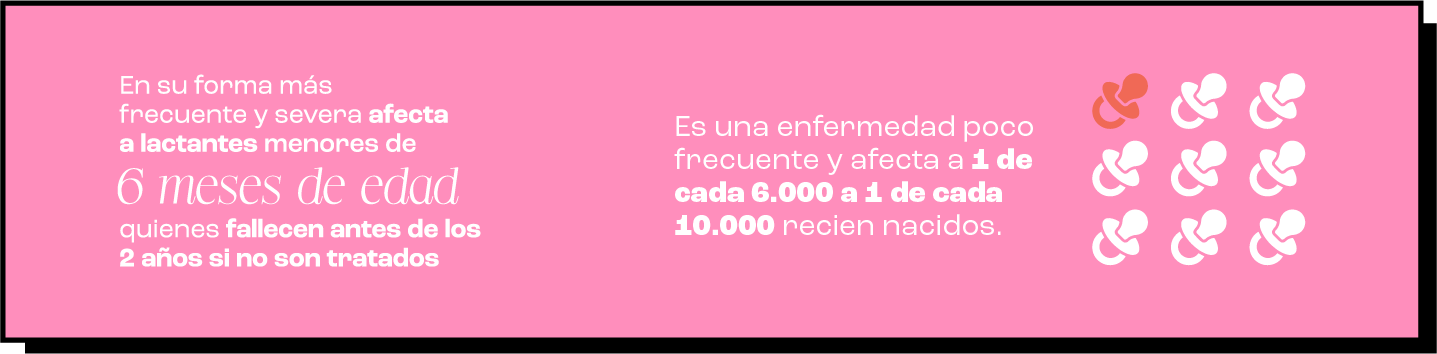 En su forma más
frecuente y severa afecta
a lactantes menores de
6 meses de edad
quienes fallecen antes de los
2 años si no son tratados
Es una enfermedad poco
frecuente y afecta a 1 de
cada 6.000 a 1 de cada
10.000 recien nacidos.